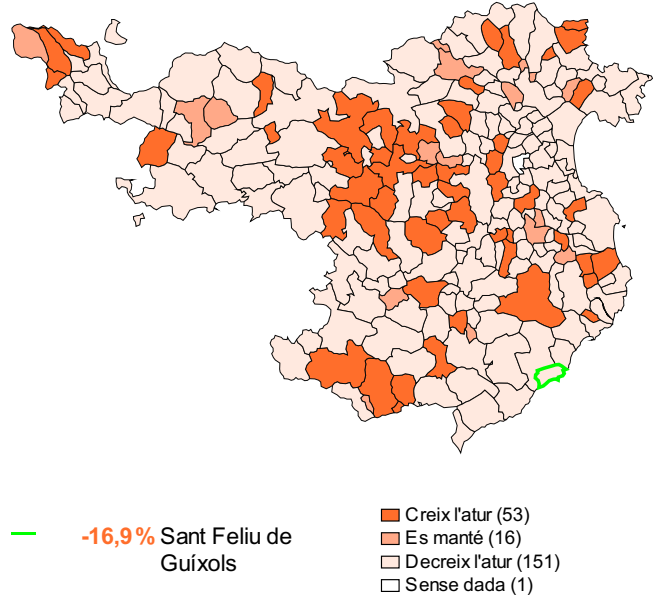 -16,9% Sant Feliu de
Guíxols
Creix l'atur (53)
Es manté (16)
Decreix l'atur (151)
Sense dada (1)